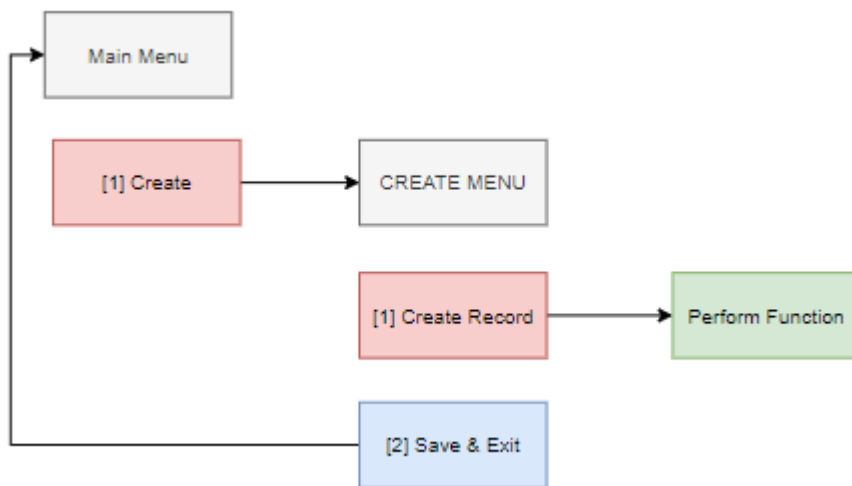 Main Menu
[1] Create
CREATE MENU
[1] Create Record
Perform Function
[2] Save & Exit